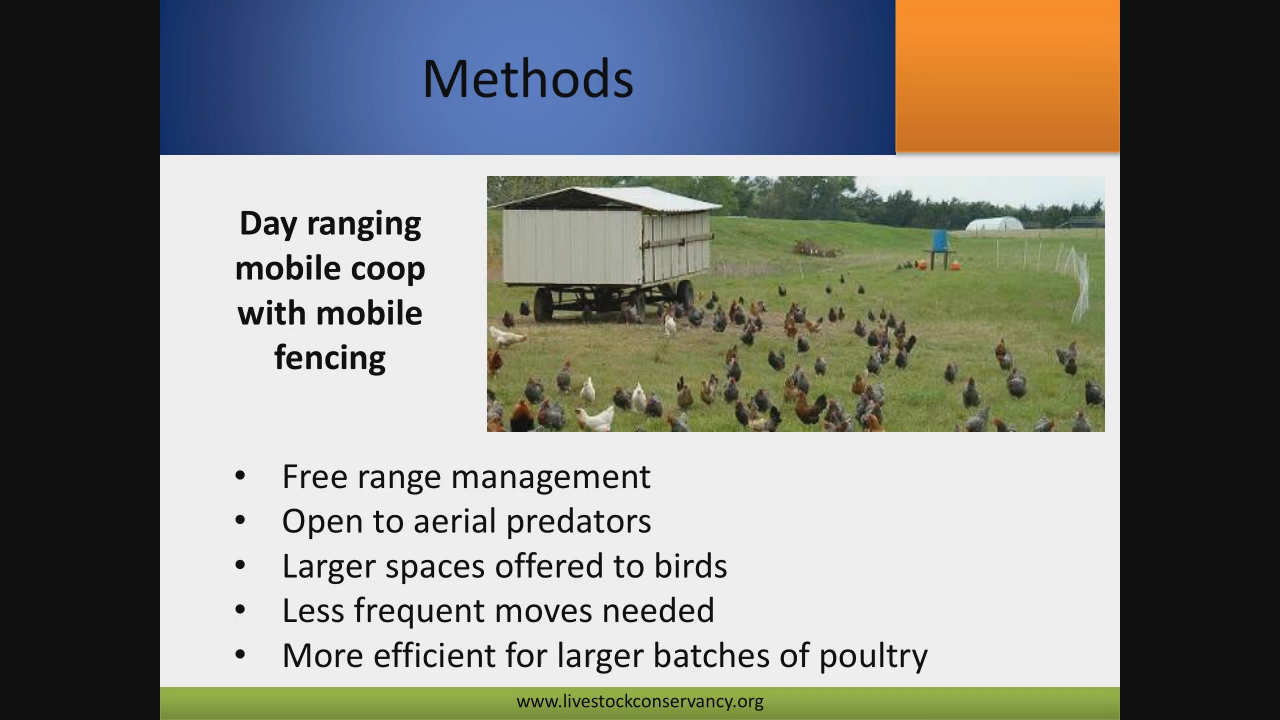 Methods
Day ranging
mobile coop
with mobile
fencing
• Free range management
• Open to aerial predators
• Larger spaces offered to birds
• Less frequent moves needed
• More efficient for larger batches of poultry
www.livestockconservancy.org